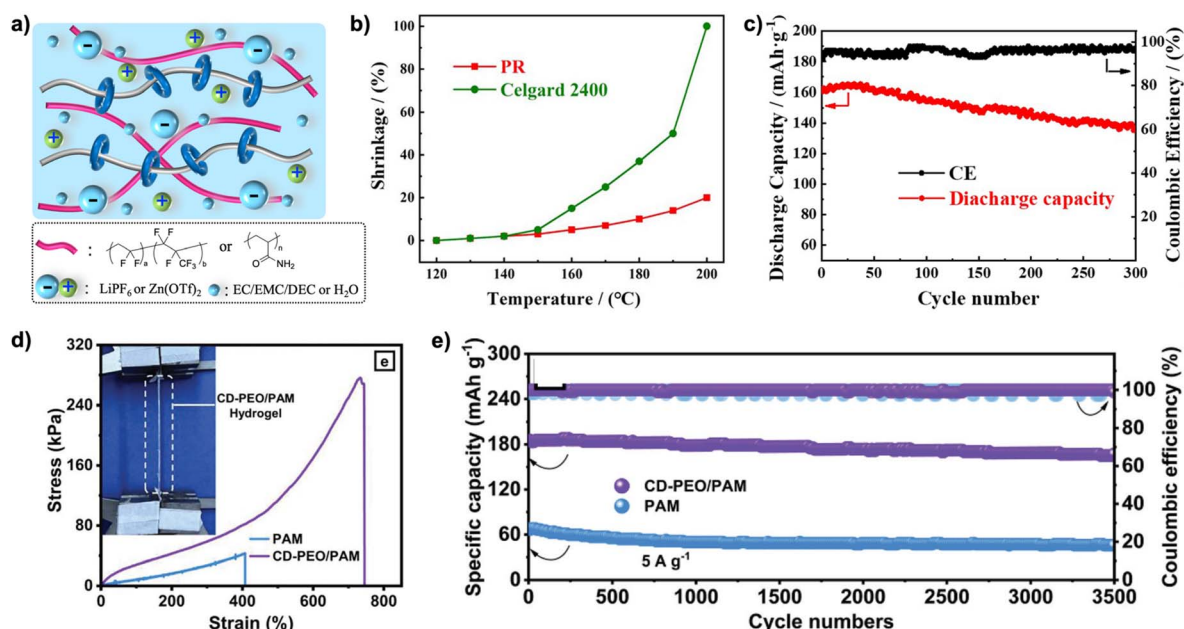 a)
: F F F F a F CF3 b or n O NH2
: LiPF6 or Zn(OTf)2 : EC/EMC/DEC or H2O
b)
Shrinkage / (%)
100
80
60
40
20
0
PR
Celgard 2400
120 140 160 180 200
Temperature / (°C)
c)
Discharge Capacity / (mAh·g-1)
200
180
160
140
120
100
80
60
CE
Diacharge capacity
100
80
60
40
20
Coulombic Efficiency / (%)
0 50 100 150 200 250 300
Cycle number
d)
Stress (kPa)
320
240
160
80
0
e
CD-PEO/PAM
Hydrogel
PAM
CD-PEO/PAM
0 200 400 600 800
Strain (%)
e)
Specific capacity (mAh g-1)
300
240
180
120
60
0
CD-PEO/PAM
PAM
5 A g-1
100
80
60
40
20
0
Coulombic efficiency (%)
0 500 1000 1500 2000 2500 3000 3500
Cycle numbers